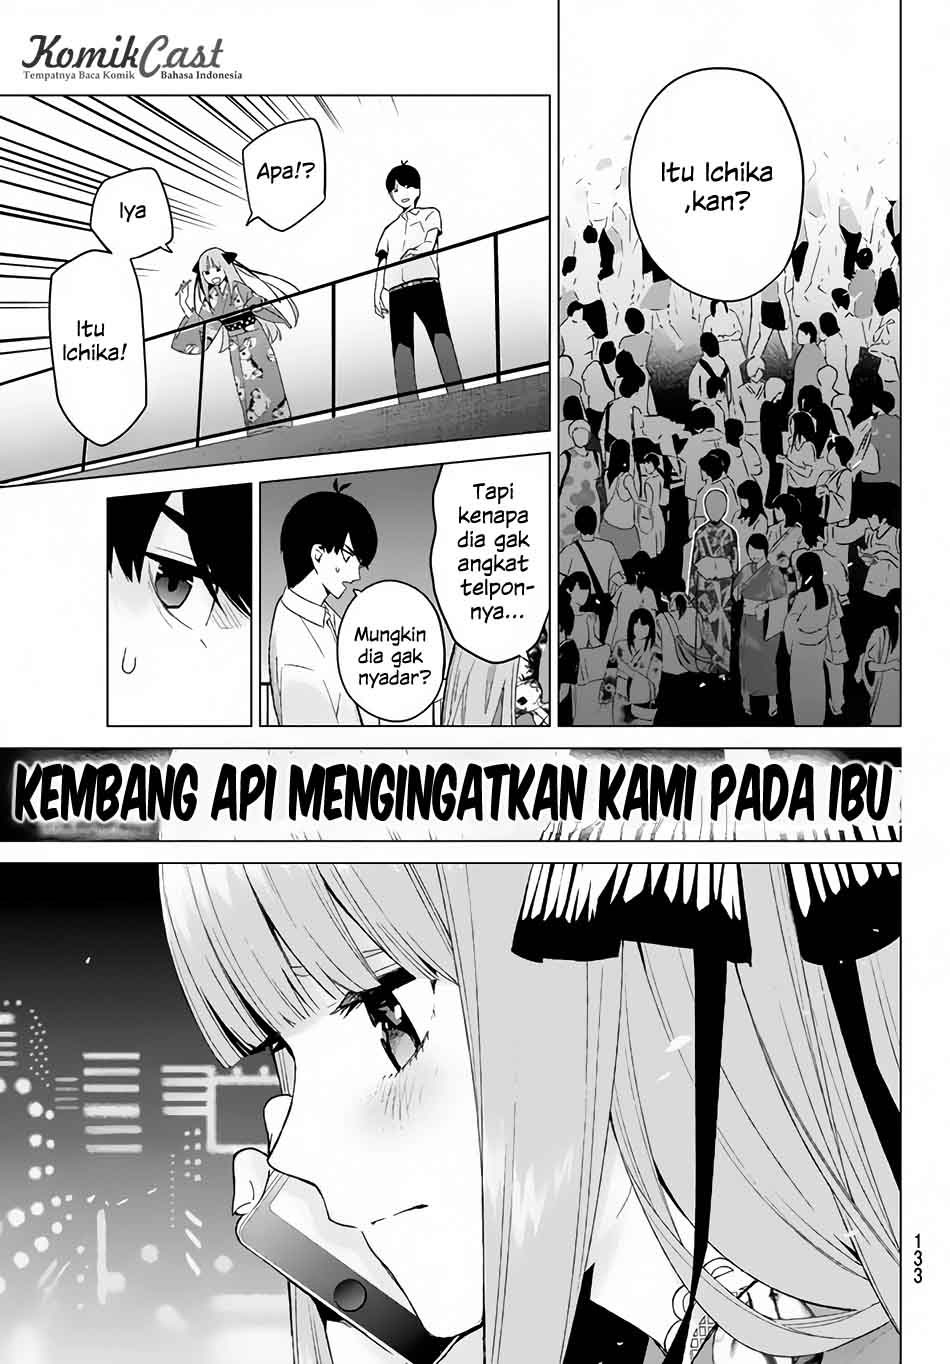 KomikCast
Tempatnya Baca Komik Bahasa Indonesia
Itu Ichika
,kan?
Apa!?
Iya
Itu
Ichika!
Tapi
kenapa
dia gak
angkat
telpon-
nya...
Mungkin
dia gak
nyadar?
KEMBANG API MENGINGATKAN KAMI PADA IBU
133